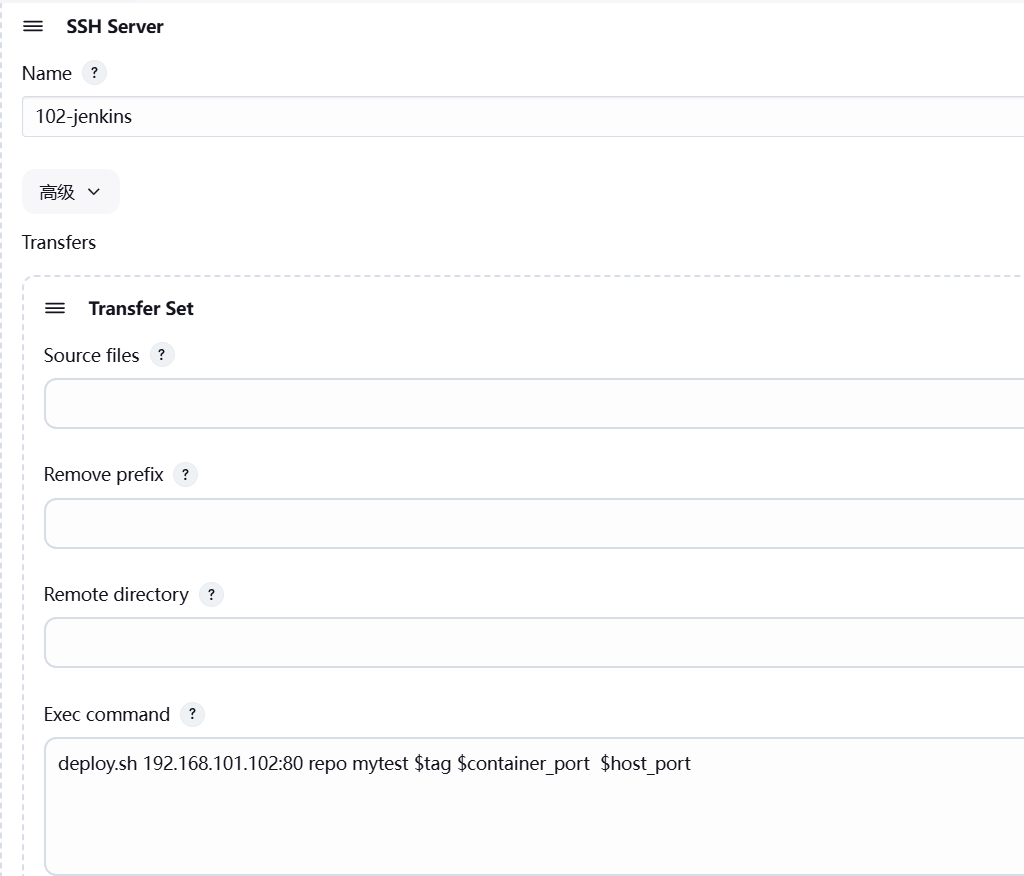 SSH Server
Name ?
102-jenkins
高级
Transfers
Transfer Set
Source files ?
Remove prefix ?
Remote directory ?
Exec command ?
deploy.sh 192.168.101.102:80 repo mytest $tag $container_port  $host_port